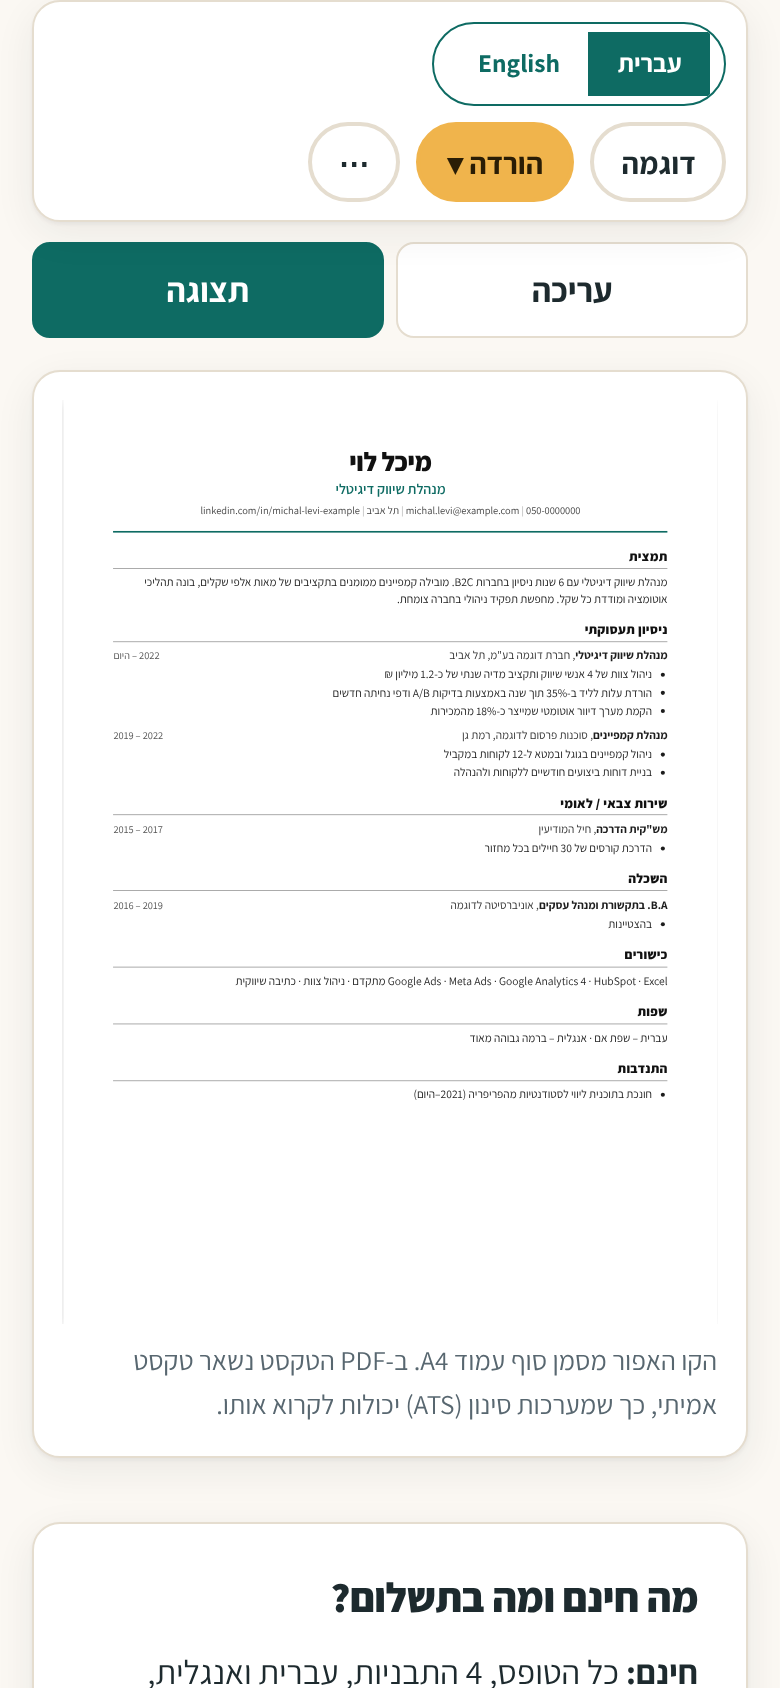 עברית English
דוגמה הורדה ▾ ...
עריכה תצוגה
מיכל לוי
מנהלת שיווק דיגיטלי
050-0000000 | michal.levi@example.com | תל אביב | linkedin.com/in/michal-levi-example
תמצית
מנהלת שיווק דיגיטלי עם 6 שנות ניסיון בחברות B2C. מובילה קמפיינים ממומנים בתקציבים של מאות אלפי שקלים, בונה תהליכי
אוטומציה ומודדת כל שקל. מחפשת תפקיד ניהולי בחברה צומחת.
ניסיון תעסוקתי
מנהלת שיווק דיגיטלי, חברת דוגמה בע"מ, תל אביב 2022 – היום
• ניהול צוות של 4 אנשי שיווק ותקציב מדיה שנתי של כ-1.2 מיליון ₪
• הורדת עלות לליד ב-35% תוך שנה באמצעות בדיקות A/B ודפי נחיתה חדשים
• הקמת מערך דיוור אוטומטי שמייצר כ-18% מהמכירות
מנהלת קמפיינים, סוכנות פרסום לדוגמה, רמת גן 2019 – 2022
• ניהול קמפיינים בגוגל ובמטא ל-12 לקוחות במקביל
• בניית דוחות ביצועים חודשיים ללקוחות ולהנהלה
שירות צבאי / לאומי
מש"קית הדרכה, חיל המודיעין 2015 – 2017
• הדרכת קורסים של 30 חיילים בכל מחזור
השכלה
B.A. בתקשורת ומנהל עסקים, אוניברסיטה לדוגמה 2016 – 2019
• בהצטיינות
כישורים
Google Ads · Meta Ads · Google Analytics 4 · HubSpot · Excel מתקדם · ניהול צוות · כתיבה שיווקית
שפות
עברית – שפת אם · אנגלית – ברמה גבוהה מאוד
התנדבות
• חונכת בתוכנית ליווי לסטודנטיות מהפריפריה (2021–היום)
הקו האפור מסמן סוף עמוד A4. ב-PDF הטקסט נשאר טקסט
אמיתי, כך שמערכות סינון (ATS) יכולות לקרוא אותו.
מה חינם ומה בתשלום?
חינם: כל הטופס, 4 התבניות, עברית ואנגלית,